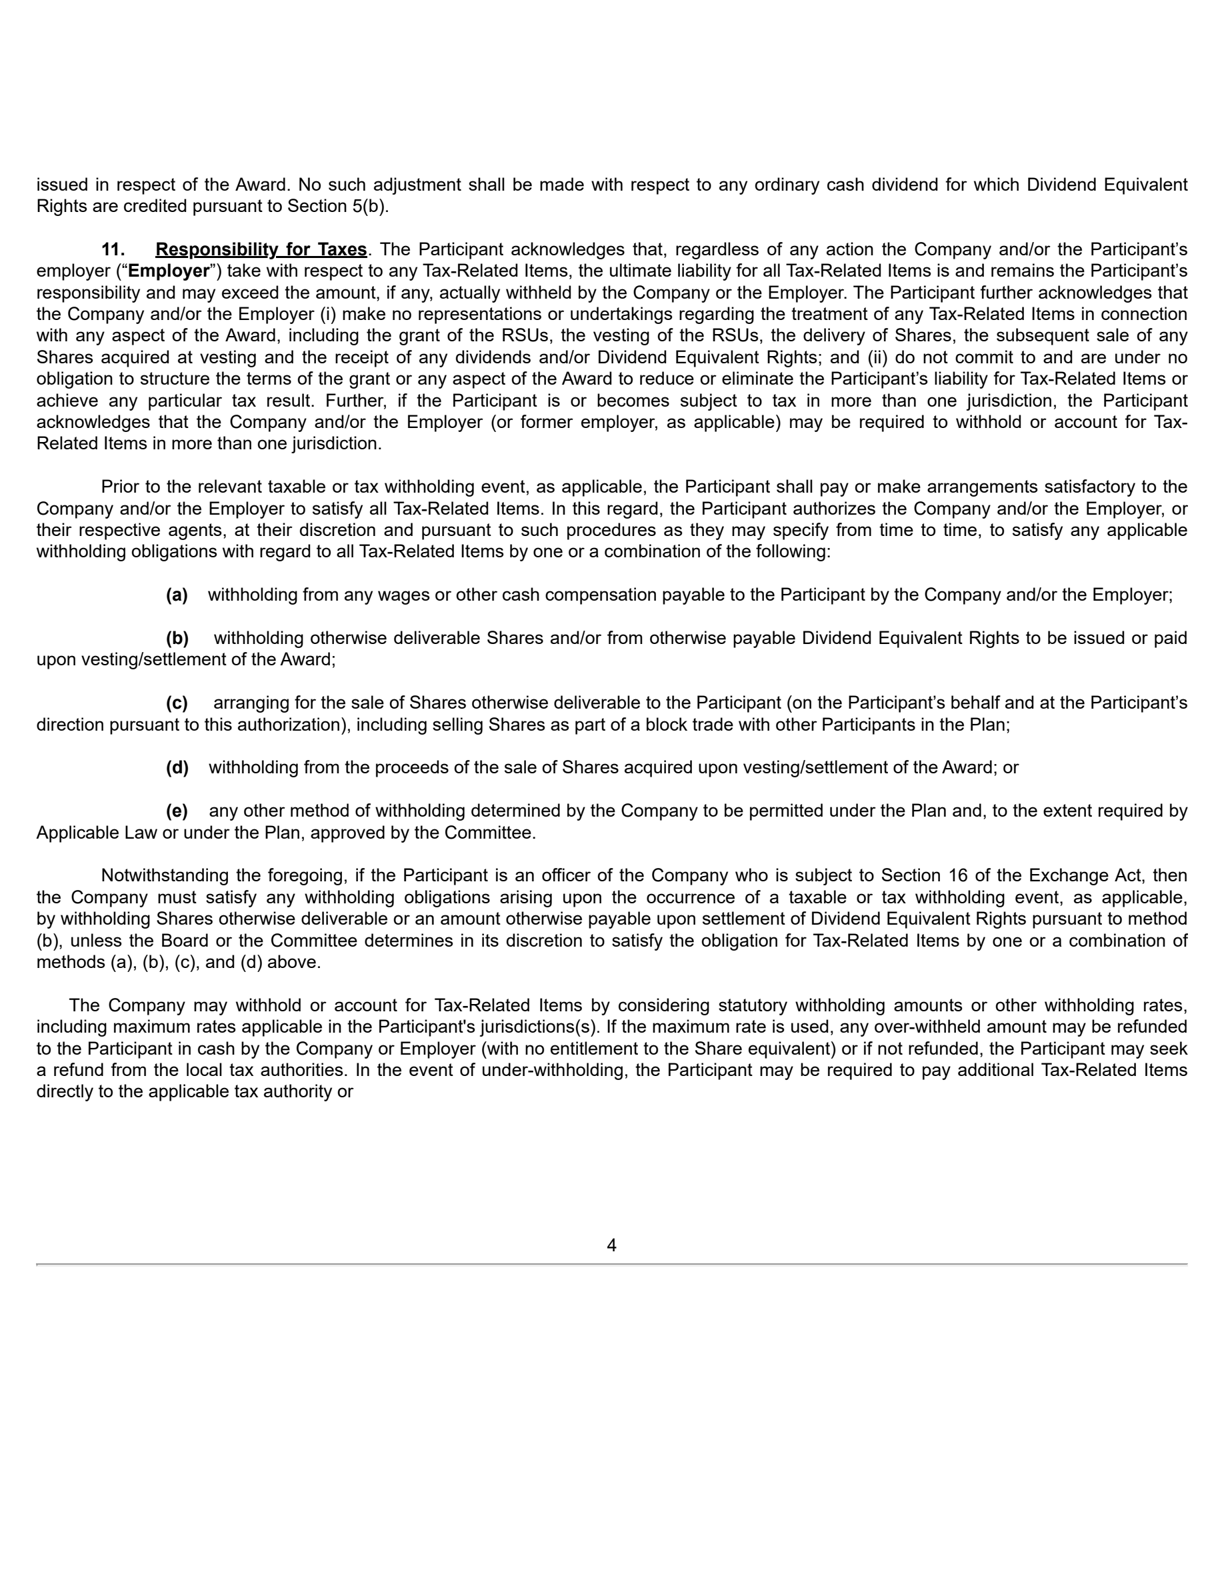 issued in respect of the Award. No such adjustment shall be made with respect to any ordinary cash dividend for which Dividend Equivalent
Rights are credited pursuant to Section 5(b).
11. Responsibility for Taxes. The Participant acknowledges that, regardless of any action the Company and/or the Participant’s
employer (“Employer”) take with respect to any Tax-Related Items, the ultimate liability for all Tax-Related Items is and remains the Participant’s
responsibility and may exceed the amount, if any, actually withheld by the Company or the Employer. The Participant further acknowledges that
the Company and/or the Employer (i) make no representations or undertakings regarding the treatment of any Tax-Related Items in connection
with any aspect of the Award, including the grant of the RSUs, the vesting of the RSUs, the delivery of Shares, the subsequent sale of any
Shares acquired at vesting and the receipt of any dividends and/or Dividend Equivalent Rights; and (ii) do not commit to and are under no
obligation to structure the terms of the grant or any aspect of the Award to reduce or eliminate the Participant’s liability for Tax-Related Items or
achieve any particular tax result. Further, if the Participant is or becomes subject to tax in more than one jurisdiction, the Participant
acknowledges that the Company and/or the Employer (or former employer, as applicable) may be required to withhold or account for Tax-
Related Items in more than one jurisdiction.
Prior to the relevant taxable or tax withholding event, as applicable, the Participant shall pay or make arrangements satisfactory to the
Company and/or the Employer to satisfy all Tax-Related Items. In this regard, the Participant authorizes the Company and/or the Employer, or
their respective agents, at their discretion and pursuant to such procedures as they may specify from time to time, to satisfy any applicable
withholding obligations with regard to all Tax-Related Items by one or a combination of the following:
(a) withholding from any wages or other cash compensation payable to the Participant by the Company and/or the Employer;
(b) withholding otherwise deliverable Shares and/or from otherwise payable Dividend Equivalent Rights to be issued or paid
upon vesting/settlement of the Award;
(c) arranging for the sale of Shares otherwise deliverable to the Participant (on the Participant’s behalf and at the Participant’s
direction pursuant to this authorization), including selling Shares as part of a block trade with other Participants in the Plan;
(d) withholding from the proceeds of the sale of Shares acquired upon vesting/settlement of the Award; or
(e) any other method of withholding determined by the Company to be permitted under the Plan and, to the extent required by
Applicable Law or under the Plan, approved by the Committee.
Notwithstanding the foregoing, if the Participant is an officer of the Company who is subject to Section 16 of the Exchange Act, then
the Company must satisfy any withholding obligations arising upon the occurrence of a taxable or tax withholding event, as applicable,
by withholding Shares otherwise deliverable or an amount otherwise payable upon settlement of Dividend Equivalent Rights pursuant to method
(b), unless the Board or the Committee determines in its discretion to satisfy the obligation for Tax-Related Items by one or a combination of
methods (a), (b), (c), and (d) above.
The Company may withhold or account for Tax-Related Items by considering statutory withholding amounts or other withholding rates,
including maximum rates applicable in the Participant's jurisdictions(s). If the maximum rate is used, any over-withheld amount may be refunded
to the Participant in cash by the Company or Employer (with no entitlement to the Share equivalent) or if not refunded, the Participant may seek
a refund from the local tax authorities. In the event of under-withholding, the Participant may be required to pay additional Tax-Related Items
directly to the applicable tax authority or
4